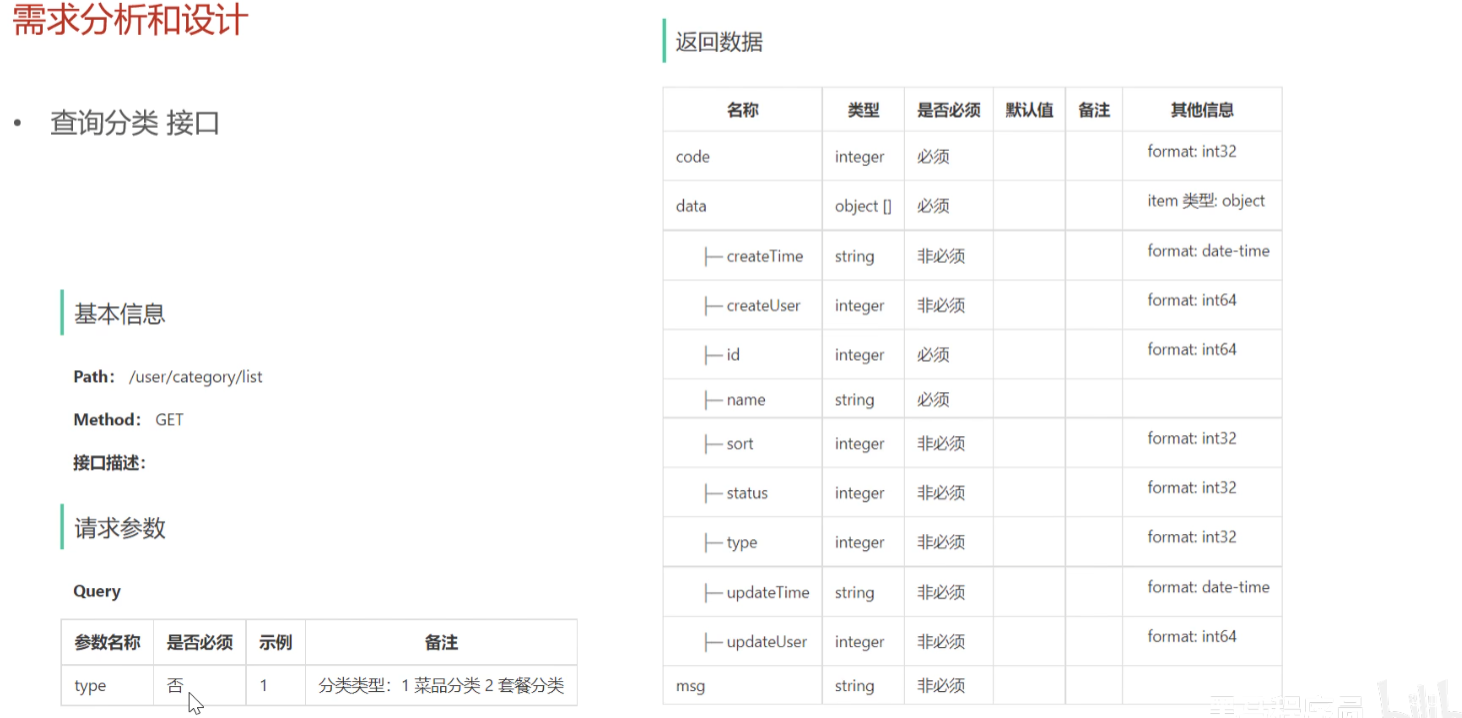 需求分析和设计
• 查询分类 接口
基本信息
Path： /user/category/list
Method： GET
接口描述：
请求参数
Query
参数名称 是否必须 示例 备注
type 否 1 分类类型：1 菜品分类 2 套餐分类
返回数据
名称 类型 是否必须 默认值 备注 其他信息
code integer 必须 format: int32
data object [] 必须 item 类型: object
├─ createTime string 非必须 format: date-time
├─ createUser integer 非必须 format: int64
├─ id integer 必须 format: int64
├─ name string 必须
├─ sort integer 非必须 format: int32
├─ status integer 非必须 format: int32
├─ type integer 非必须 format: int32
├─ updateTime string 非必须 format: date-time
├─ updateUser integer 非必须 format: int64
msg string 非必须